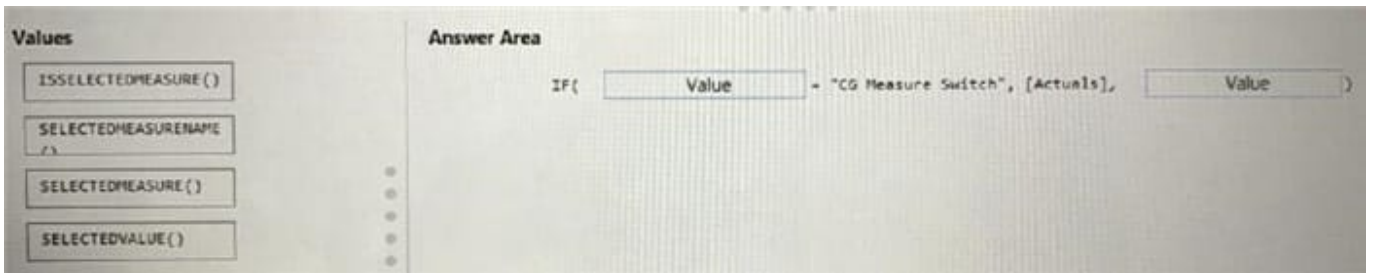 Values
Answer Area
ISSELECTEDMEASURE()
IF( Value = "CG Measure Switch", [Actuals], Value )
SELECTEDMEASURENAME
()
SELECTEDMEASURE()
SELECTEDVALUE()